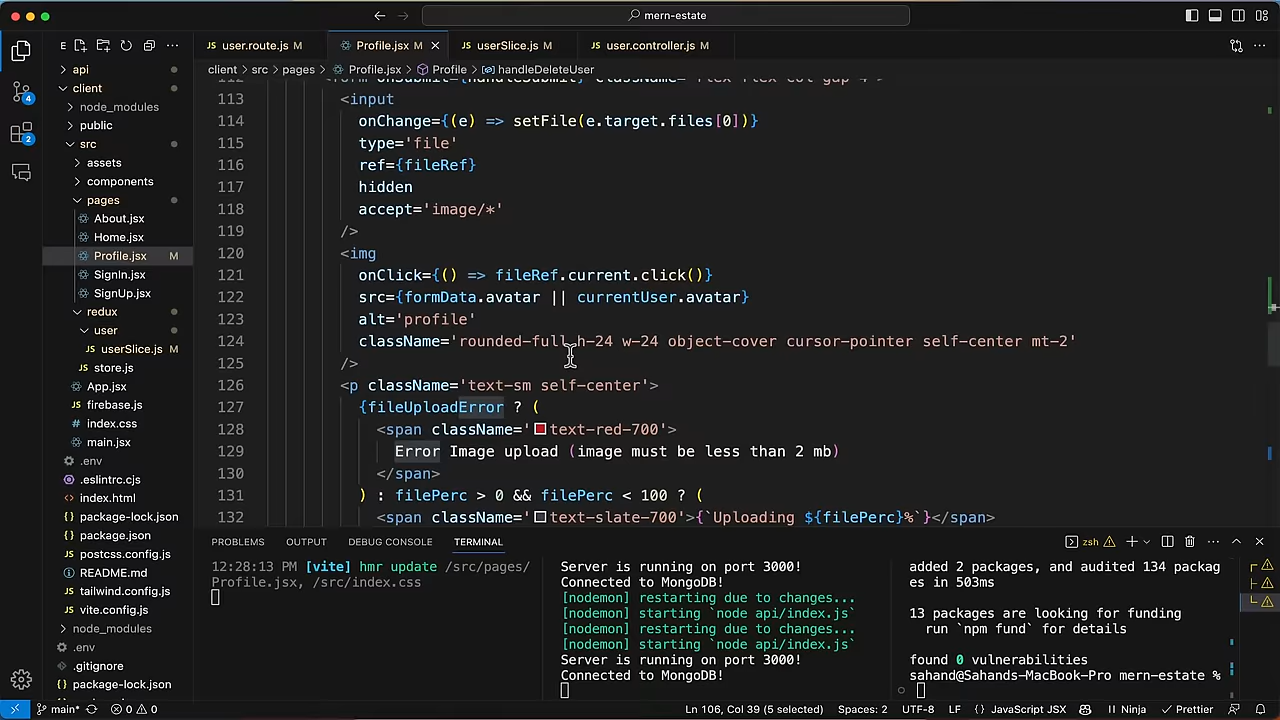 mern-estate
user.route.js M
Profile.jsx M
userSlice.js M
user.controller.js M
client > src > pages > Profile.jsx > Profile > handleDeleteUser
E
api
client
node_modules
public
src
assets
components
pages
About.jsx
Home.jsx
Profile.jsx M
SignIn.jsx
SignUp.jsx
redux
user
userSlice.js M
store.js
App.jsx
firebase.js
index.css
main.jsx
.env
.eslintrc.cjs
index.html
package-lock.json
package.json
postcss.config.js
README.md
tailwind.config.js
vite.config.js
node_modules
.env
.gitignore
package-lock.json
4
2
113 <input
114 onChange={(e) => setFile(e.target.files[0])}
115 type='file'
116 ref={fileRef}
117 hidden
118 accept='image/*'
119 />
120 <img
121 onClick={() => fileRef.current.click()}
122 src={formData.avatar || currentUser.avatar}
123 alt='profile'
124 className='rounded-full h-24 w-24 object-cover cursor-pointer self-center mt-2'
125 />
126 <p className='text-sm self-center'>
127 {fileUploadError ? (
128 <span className='text-red-700'>
129 Error Image upload (image must be less than 2 mb)
130 </span>
131 ) : filePerc > 0 && filePerc < 100 ? (
132 <span className='text-slate-700'>{`Uploading ${filePerc}%`}</span>
PROBLEMS OUTPUT DEBUG CONSOLE TERMINAL
zsh
12:28:13 PM [vite] hmr update /src/pages/
Profile.jsx, /src/index.css
Server is running on port 3000!
Connected to MongoDB!
[nodemon] restarting due to changes...
[nodemon] starting `node api/index.js`
[nodemon] restarting due to changes...
[nodemon] starting `node api/index.js`
Server is running on port 3000!
Connected to MongoDB!
added 2 packages, and audited 134 packag
es in 503ms
13 packages are looking for funding
run `npm fund` for details
found 0 vulnerabilities
sahand@Sahands-MacBook-Pro mern-estate %
main* 0 0 Ln 106, Col 39 (5 selected) Spaces: 2 UTF-8 LF {} JavaScript JSX Ninja Prettier